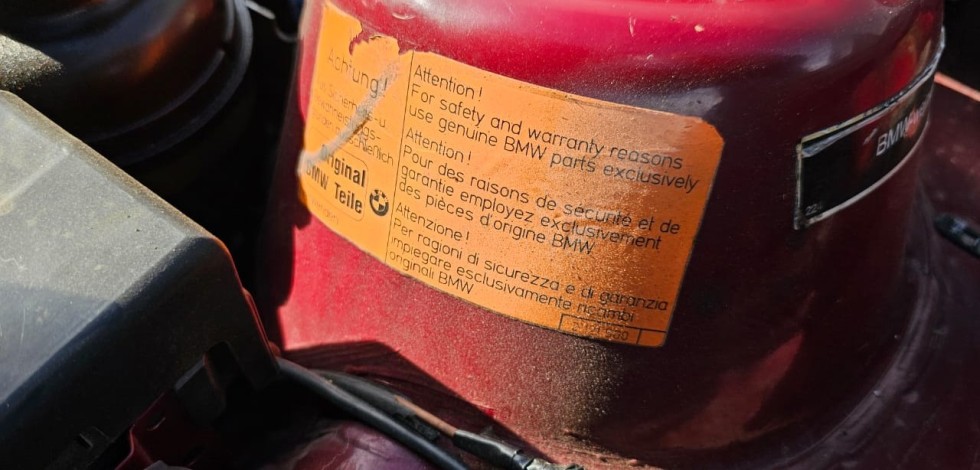 Achtung!
Original
BMW Teile
Attention!
For safety and warranty reasons
use genuine BMW parts exclusively
Attention!
Pour des raisons de sécurité et de
garantie employez exclusivement
des pièces d'origine BMW
Attenzione!
Per ragioni di sicurezza e di garanzia
impiegare esclusivamente ricambi
originali BMW
BMW